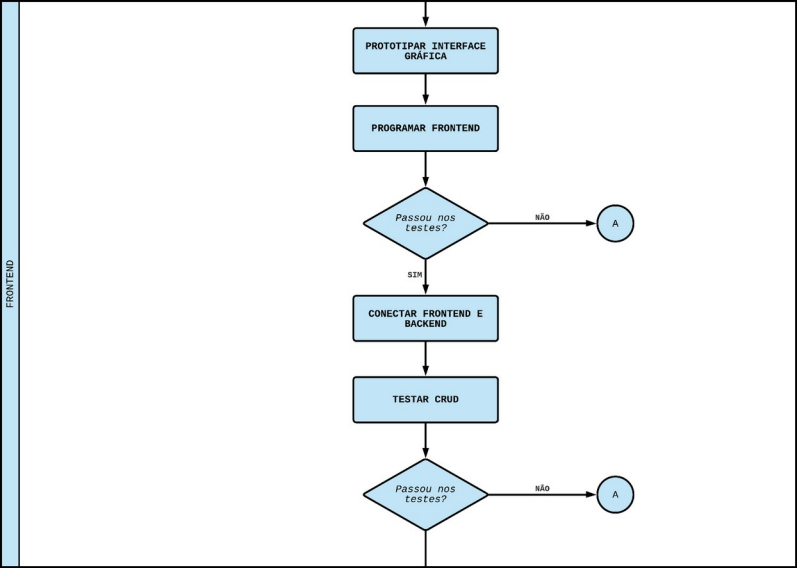 FRONTEND
PROTOTIPAR INTERFACE
GRÁFICA
PROGRAMAR FRONTEND
Passou nos
testes?
NÃO
A
SIM
CONECTAR FRONTEND E
BACKEND
TESTAR CRUD
Passou nos
testes?
NÃO
A